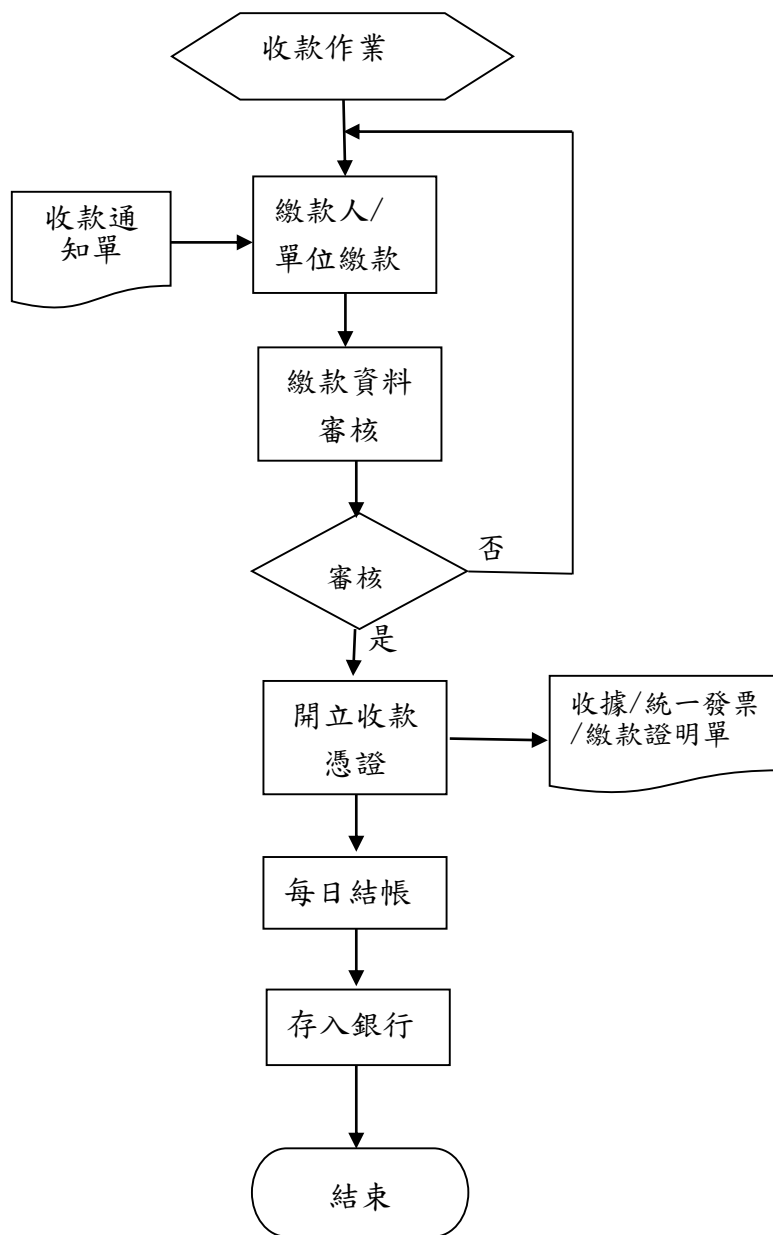 收款作業
收款通
知單
繳款人/
單位繳款
繳款資料
審核
審核
否
是
開立收款
憑證
收據/統一發票
/繳款證明單
每日結帳
存入銀行
結束